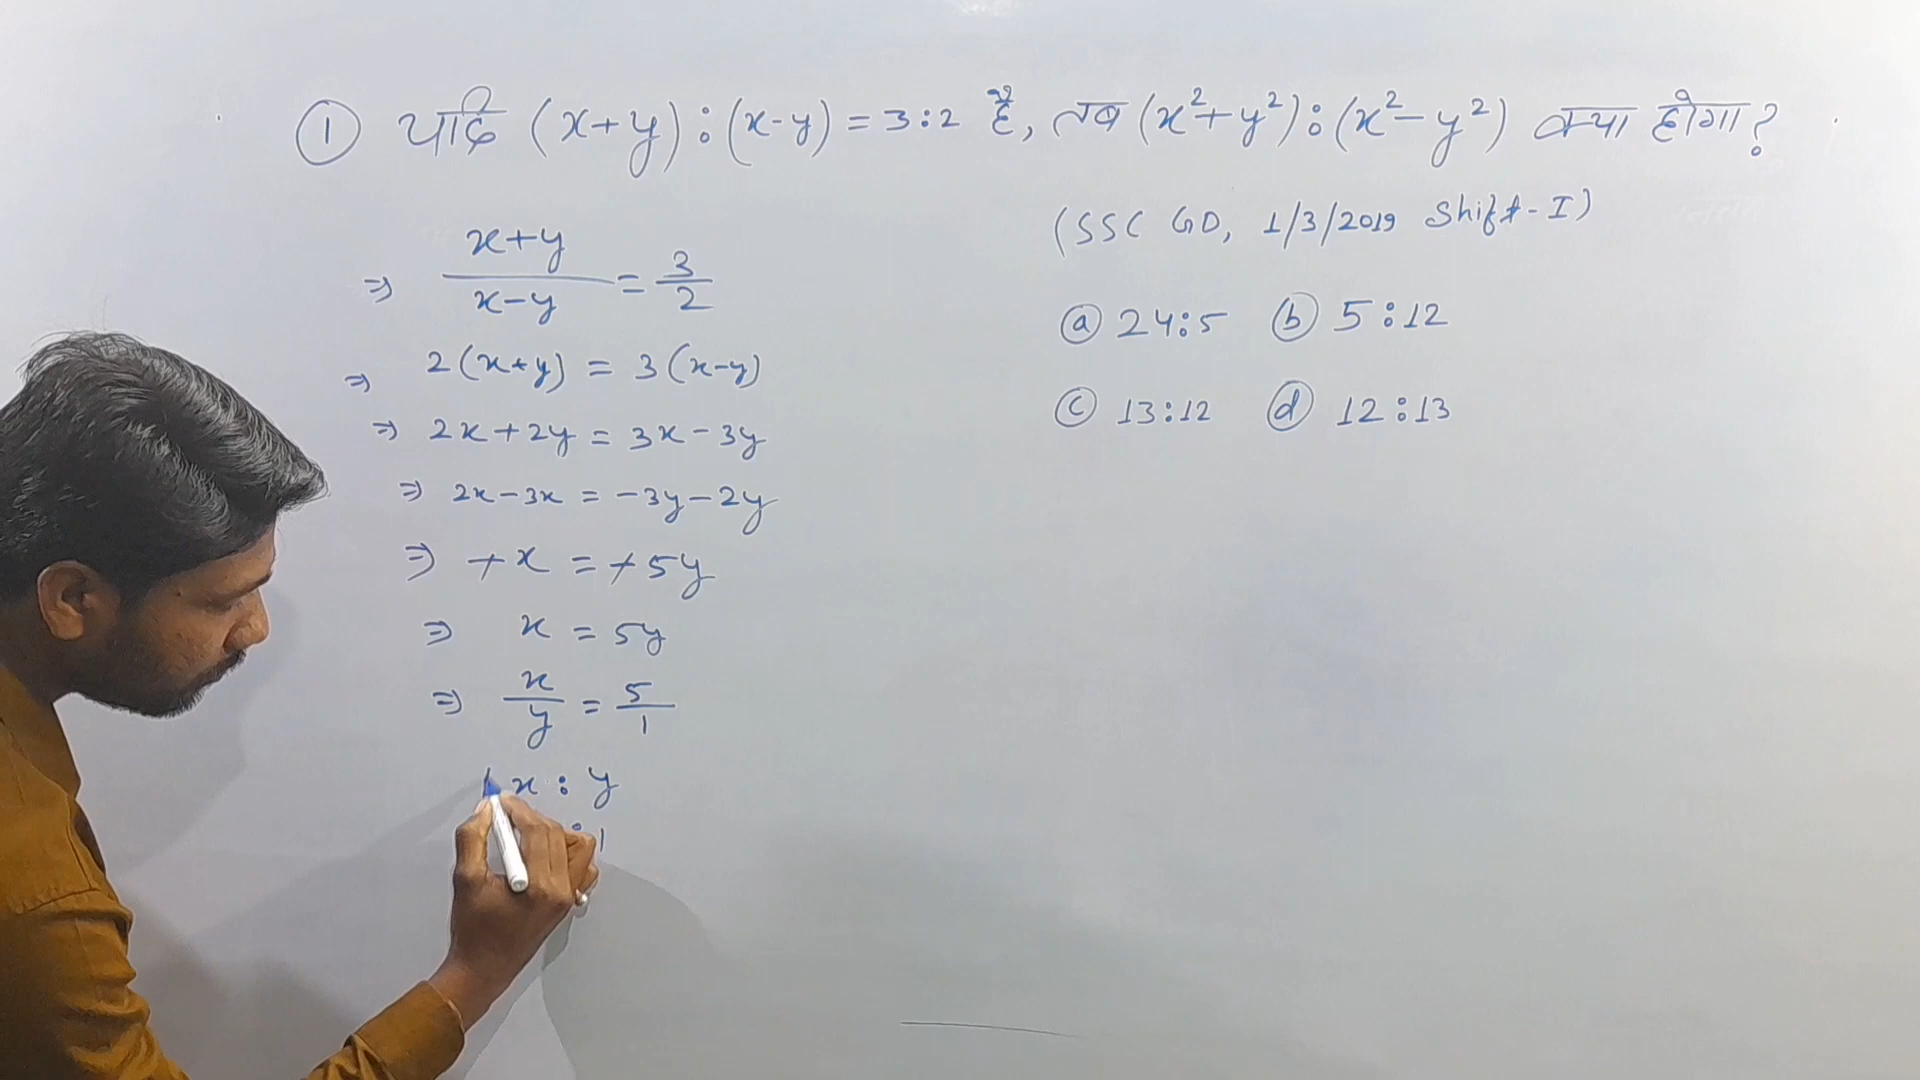 ① यदि (x+y):(x-y) = 3:2 है, तब (x²+y²):(x²-y²) क्या होगा?
(SSC GD, 1/3/2019 Shift-I)
⇒ x+y/x-y = 3/2
ⓐ 24:5 ⓑ 5:12
⇒ 2(x+y) = 3(x-y)
ⓒ 13:12 ⓓ 12:13
⇒ 2x+2y = 3x-3y
⇒ 2x-3x = -3y-2y
⇒ +x = +5y
⇒ x = 5y
⇒ x/y = 5/1
x : y
: 1